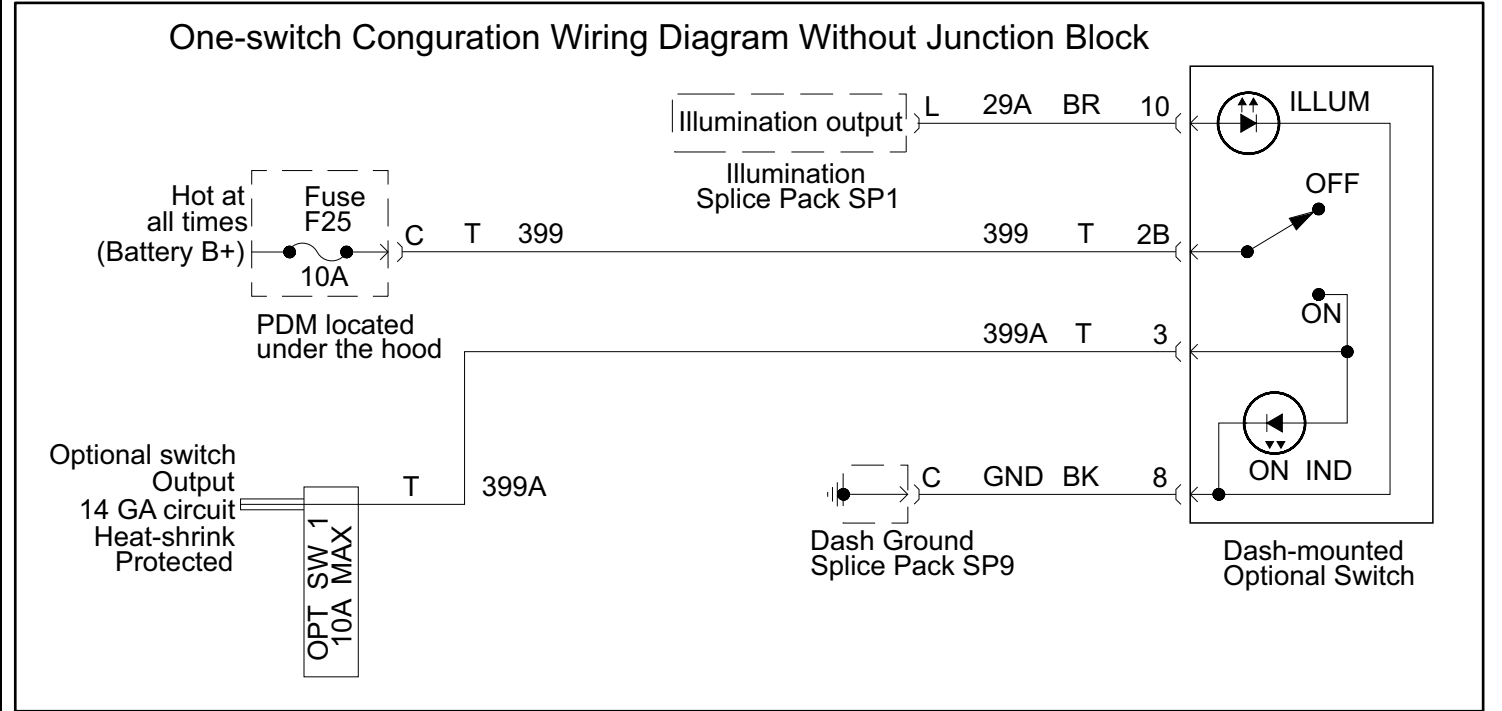 One-switch Conguration Wiring Diagram Without Junction Block
Illumination output
L 29A BR 10
ILLUM
Illumination
Splice Pack SP1
OFF
Hot at
all times
(Battery B+)
Fuse
F25
10A
C T 399
399 T 2B
ON
PDM located
under the hood
399A T 3
Optional switch
Output
14 GA circuit
Heat-shrink
Protected
T 399A
OPT SW 1
10A MAX
C GND BK 8
ON IND
Dash Ground
Splice Pack SP9
Dash-mounted
Optional Switch